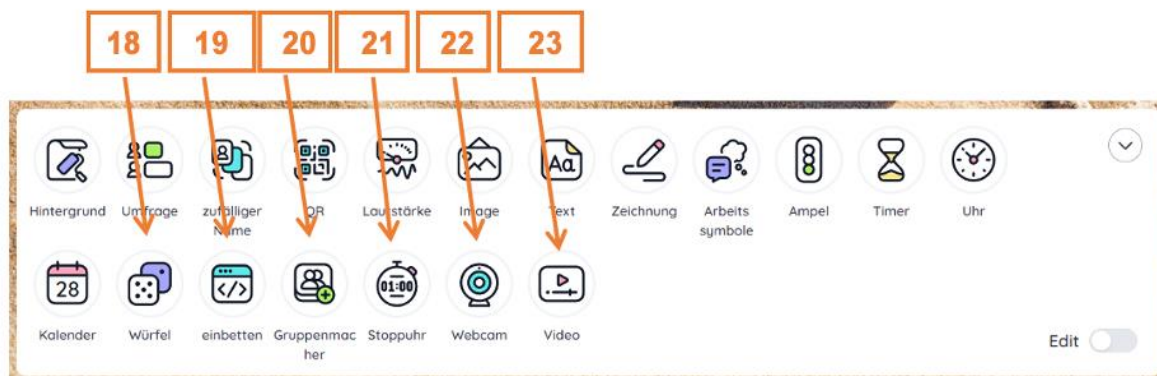 18 19 20 21 22 23
Aa
Hintergrund Umfrage zufälliger Name QR Lautstärke Image Text Zeichnung Arbeits symbole Ampel Timer Uhr
28 </> 01:00
Kalender Würfel einbetten Gruppenmac her Stoppuhr Webcam Video
Edit